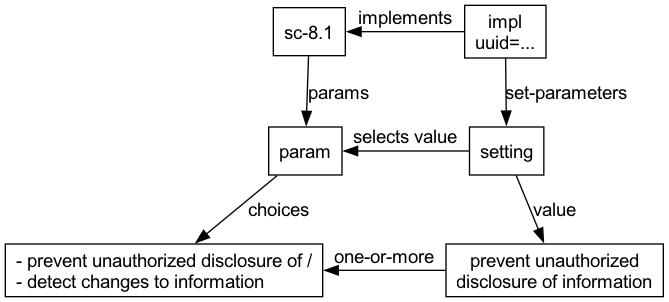 sc-8.1
implements
impl
uuid=...
params
set-parameters
param
selects value
setting
choices
value
- prevent unauthorized disclosure of /
- detect changes to information
one-or-more
prevent unauthorized
disclosure of information